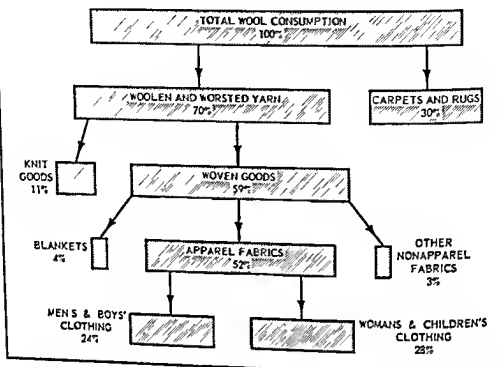 TOTAL WOOL CONSUMPTION
100%
WOOLEN AND WORSTED YARN
70%
CARPETS AND RUGS
30%
KNIT
GOODS
11%
WOVEN GOODS
59%
BLANKETS
4%
APPAREL FABRICS
52%
OTHER
NONAPPAREL
FABRICS
3%
MEN'S & BOYS'
CLOTHING
24%
WOMANS & CHILDREN'S
CLOTHING
28%